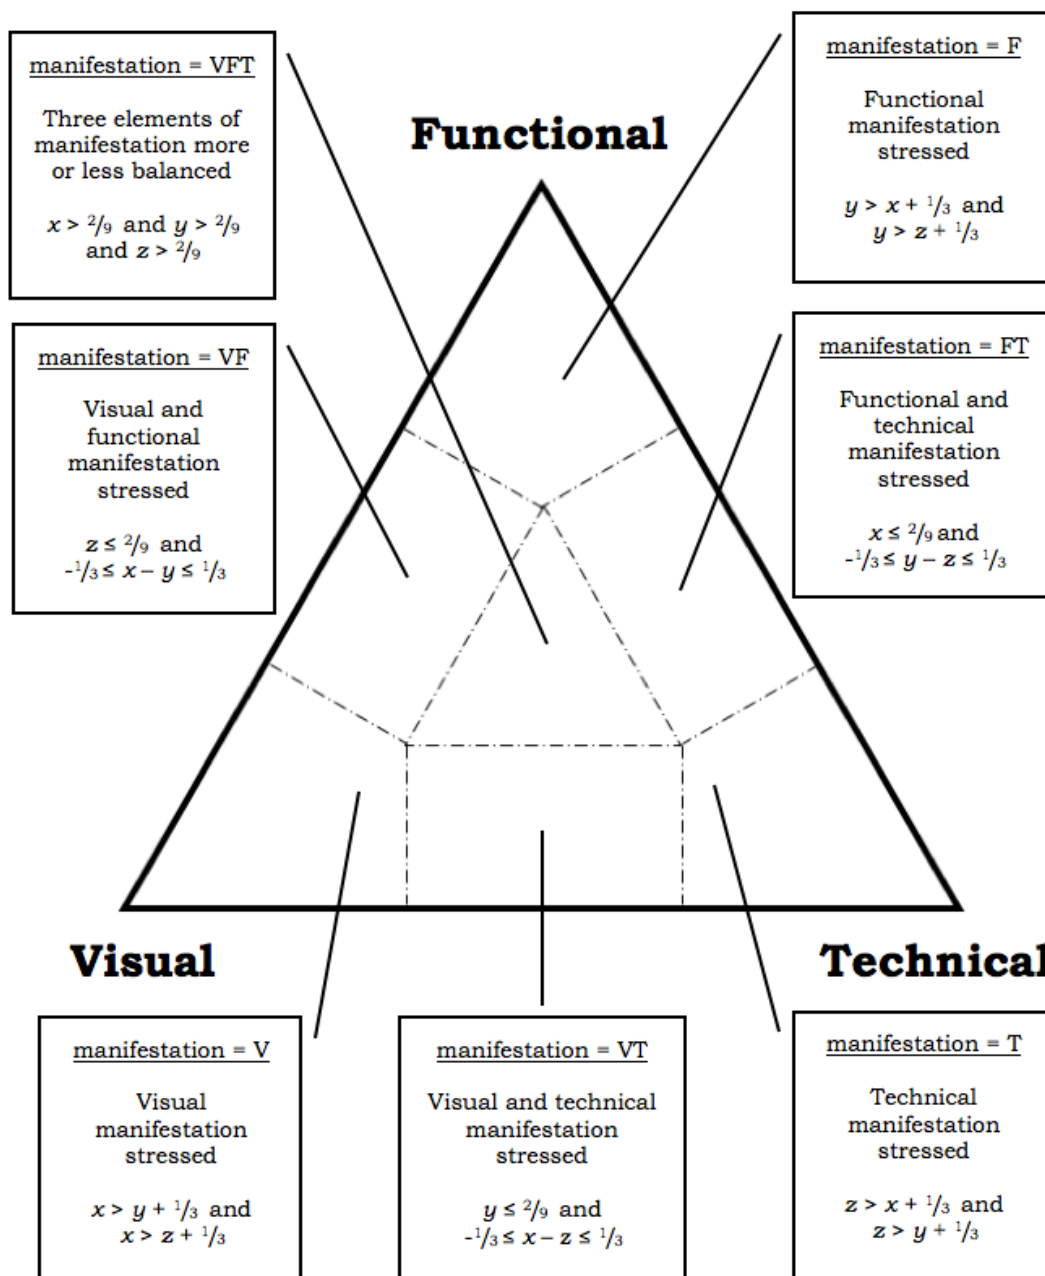 manifestation = VFT
Three elements of
manifestation more
or less balanced
x > 2/9 and y > 2/9
and z > 2/9
manifestation = F
Functional
manifestation
stressed
y > x + 1/3 and
y > z + 1/3
Functional
manifestation = VF
Visual and
functional
manifestation
stressed
z ≤ 2/9 and
-1/3 ≤ x – y ≤ 1/3
manifestation = FT
Functional and
technical
manifestation
stressed
x ≤ 2/9 and
-1/3 ≤ y – z ≤ 1/3
Visual
Technical
manifestation = V
Visual
manifestation
stressed
x > y + 1/3 and
x > z + 1/3
manifestation = VT
Visual and technical
manifestation
stressed
y ≤ 2/9 and
-1/3 ≤ x – z ≤ 1/3
manifestation = T
Technical
manifestation
stressed
z > x + 1/3 and
z > y + 1/3